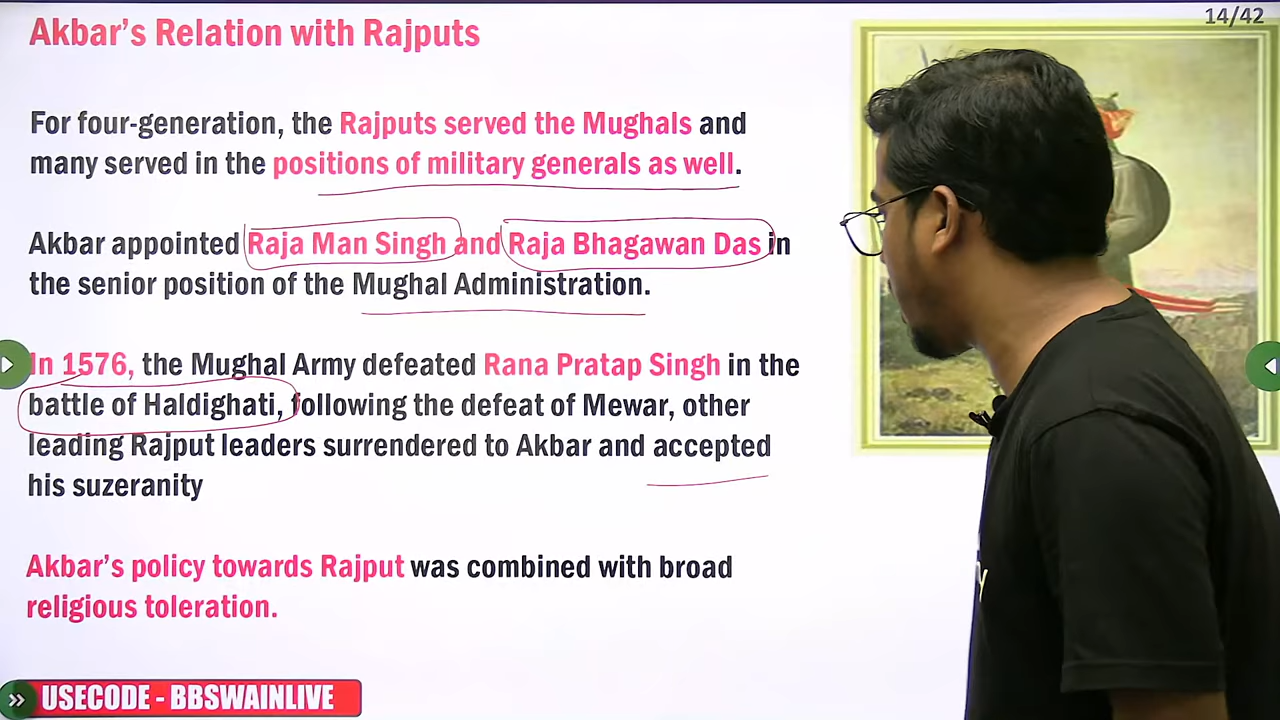 14/42
Akbar's Relation with Rajputs
For four-generation, the Rajputs served the Mughals and
many served in the positions of military generals as well.
Akbar appointed Raja Man Singh and Raja Bhagawan Das in
the senior position of the Mughal Administration.
In 1576, the Mughal Army defeated Rana Pratap Singh in the
battle of Haldighati, following the defeat of Mewar, other
leading Rajput leaders surrendered to Akbar and accepted
his suzeranity
Akbar's policy towards Rajput was combined with broad
religious toleration.
USECODE - BBSWAINLIVE